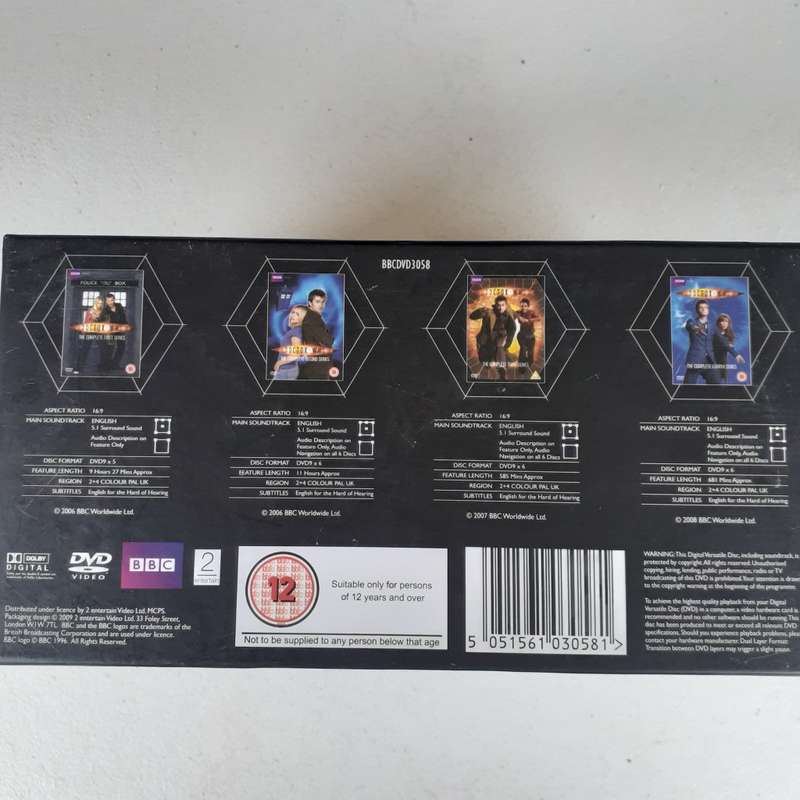 BBCDVD3058
POLICE BOX
DOCTOR WHO
THE COMPLETE FIRST SERIES
ASPECT RATIO 16:9
MAIN SOUNDTRACK ENGLISH
5.1 Surround Sound
Audio Description on
Feature Only
DISC FORMAT DVD9 x 5
FEATURE LENGTH 9 Hours 27 Mins Approx
REGION 2+4 COLOUR PAL UK
SUBTITLES English for the Hard of Hearing
© 2006 BBC Worldwide Ltd.
DOCTOR WHO
THE COMPLETE SECOND SERIES
ASPECT RATIO 16:9
MAIN SOUNDTRACK ENGLISH
5.1 Surround Sound
Audio Description on
Feature Only, Audio
Navigation on all 6 Discs
DISC FORMAT DVD9 x 6
FEATURE LENGTH 11 Hours Approx
REGION 2+4 COLOUR PAL UK
SUBTITLES English for the Hard of Hearing
© 2006 BBC Worldwide Ltd.
DOCTOR WHO
THE COMPLETE THIRD SERIES
ASPECT RATIO 16:9
MAIN SOUNDTRACK ENGLISH
5.1 Surround Sound
Audio Description on
Feature Only, Audio
Navigation on all 6 Discs
DISC FORMAT DVD9 x 6
FEATURE LENGTH 585 Mins Approx
REGION 2+4 COLOUR PAL UK
SUBTITLES English for the Hard of Hearing
© 2007 BBC Worldwide Ltd.
DOCTOR WHO
THE COMPLETE FOURTH SERIES
12
ASPECT RATIO 16:9
MAIN SOUNDTRACK ENGLISH
5.1 Surround Sound
Audio Description on
Feature Only, Audio
Navigation on all 6 Discs
DISC FORMAT DVD9 x 6
FEATURE LENGTH 681 Mins Approx
REGION 2+4 COLOUR PAL UK
SUBTITLES English for the Hard of Hearing
© 2008 BBC Worldwide Ltd.
DOLBY
DIGITAL
DVD
VIDEO
BBC
2
entertain
Distributed under licence by 2 entertain Video Ltd. MCPS.
Packaging design © 2009 2 entertain Video Ltd. 33 Foley Street,
London W1W 7TL BBC and the BBC logos are trademarks of the
British Broadcasting Corporation and are used under licence.
BBC logo © BBC 1996. All Rights Reserved.
12
Suitable only for persons
of 12 years and over
Not to be supplied to any person below that age
5 051561 030581 >
WARNING: This Digital Versatile Disc, including soundtrack, is
protected by copyright. All rights reserved. Unauthorised
copying, hiring, lending, public performance, radio or TV
broadcasting of this DVD is prohibited. Your attention is drawn
to the copyright warning at the beginning of the programme.
To achieve the highest quality playback from your Digital
Versatile Disc (DVD) in a computer, a video hardware card is
recommended and no other software should be running. This
disc has been produced to meet or exceed all relevant DVD
specifications. Should you experience playback problems, please
contact your hardware manufacturer. Dual Layer Format:
Transition between DVD layers may trigger a slight pause.